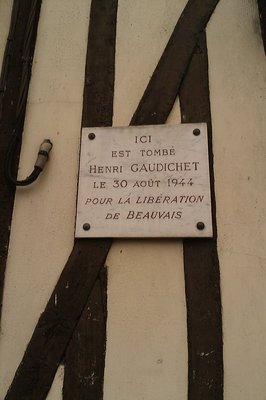 ICI
EST TOMBÉ
HENRI GAUDICHET
LE 30 AOÛT 1944
POUR LA LIBÉRATION
DE BEAUVAIS